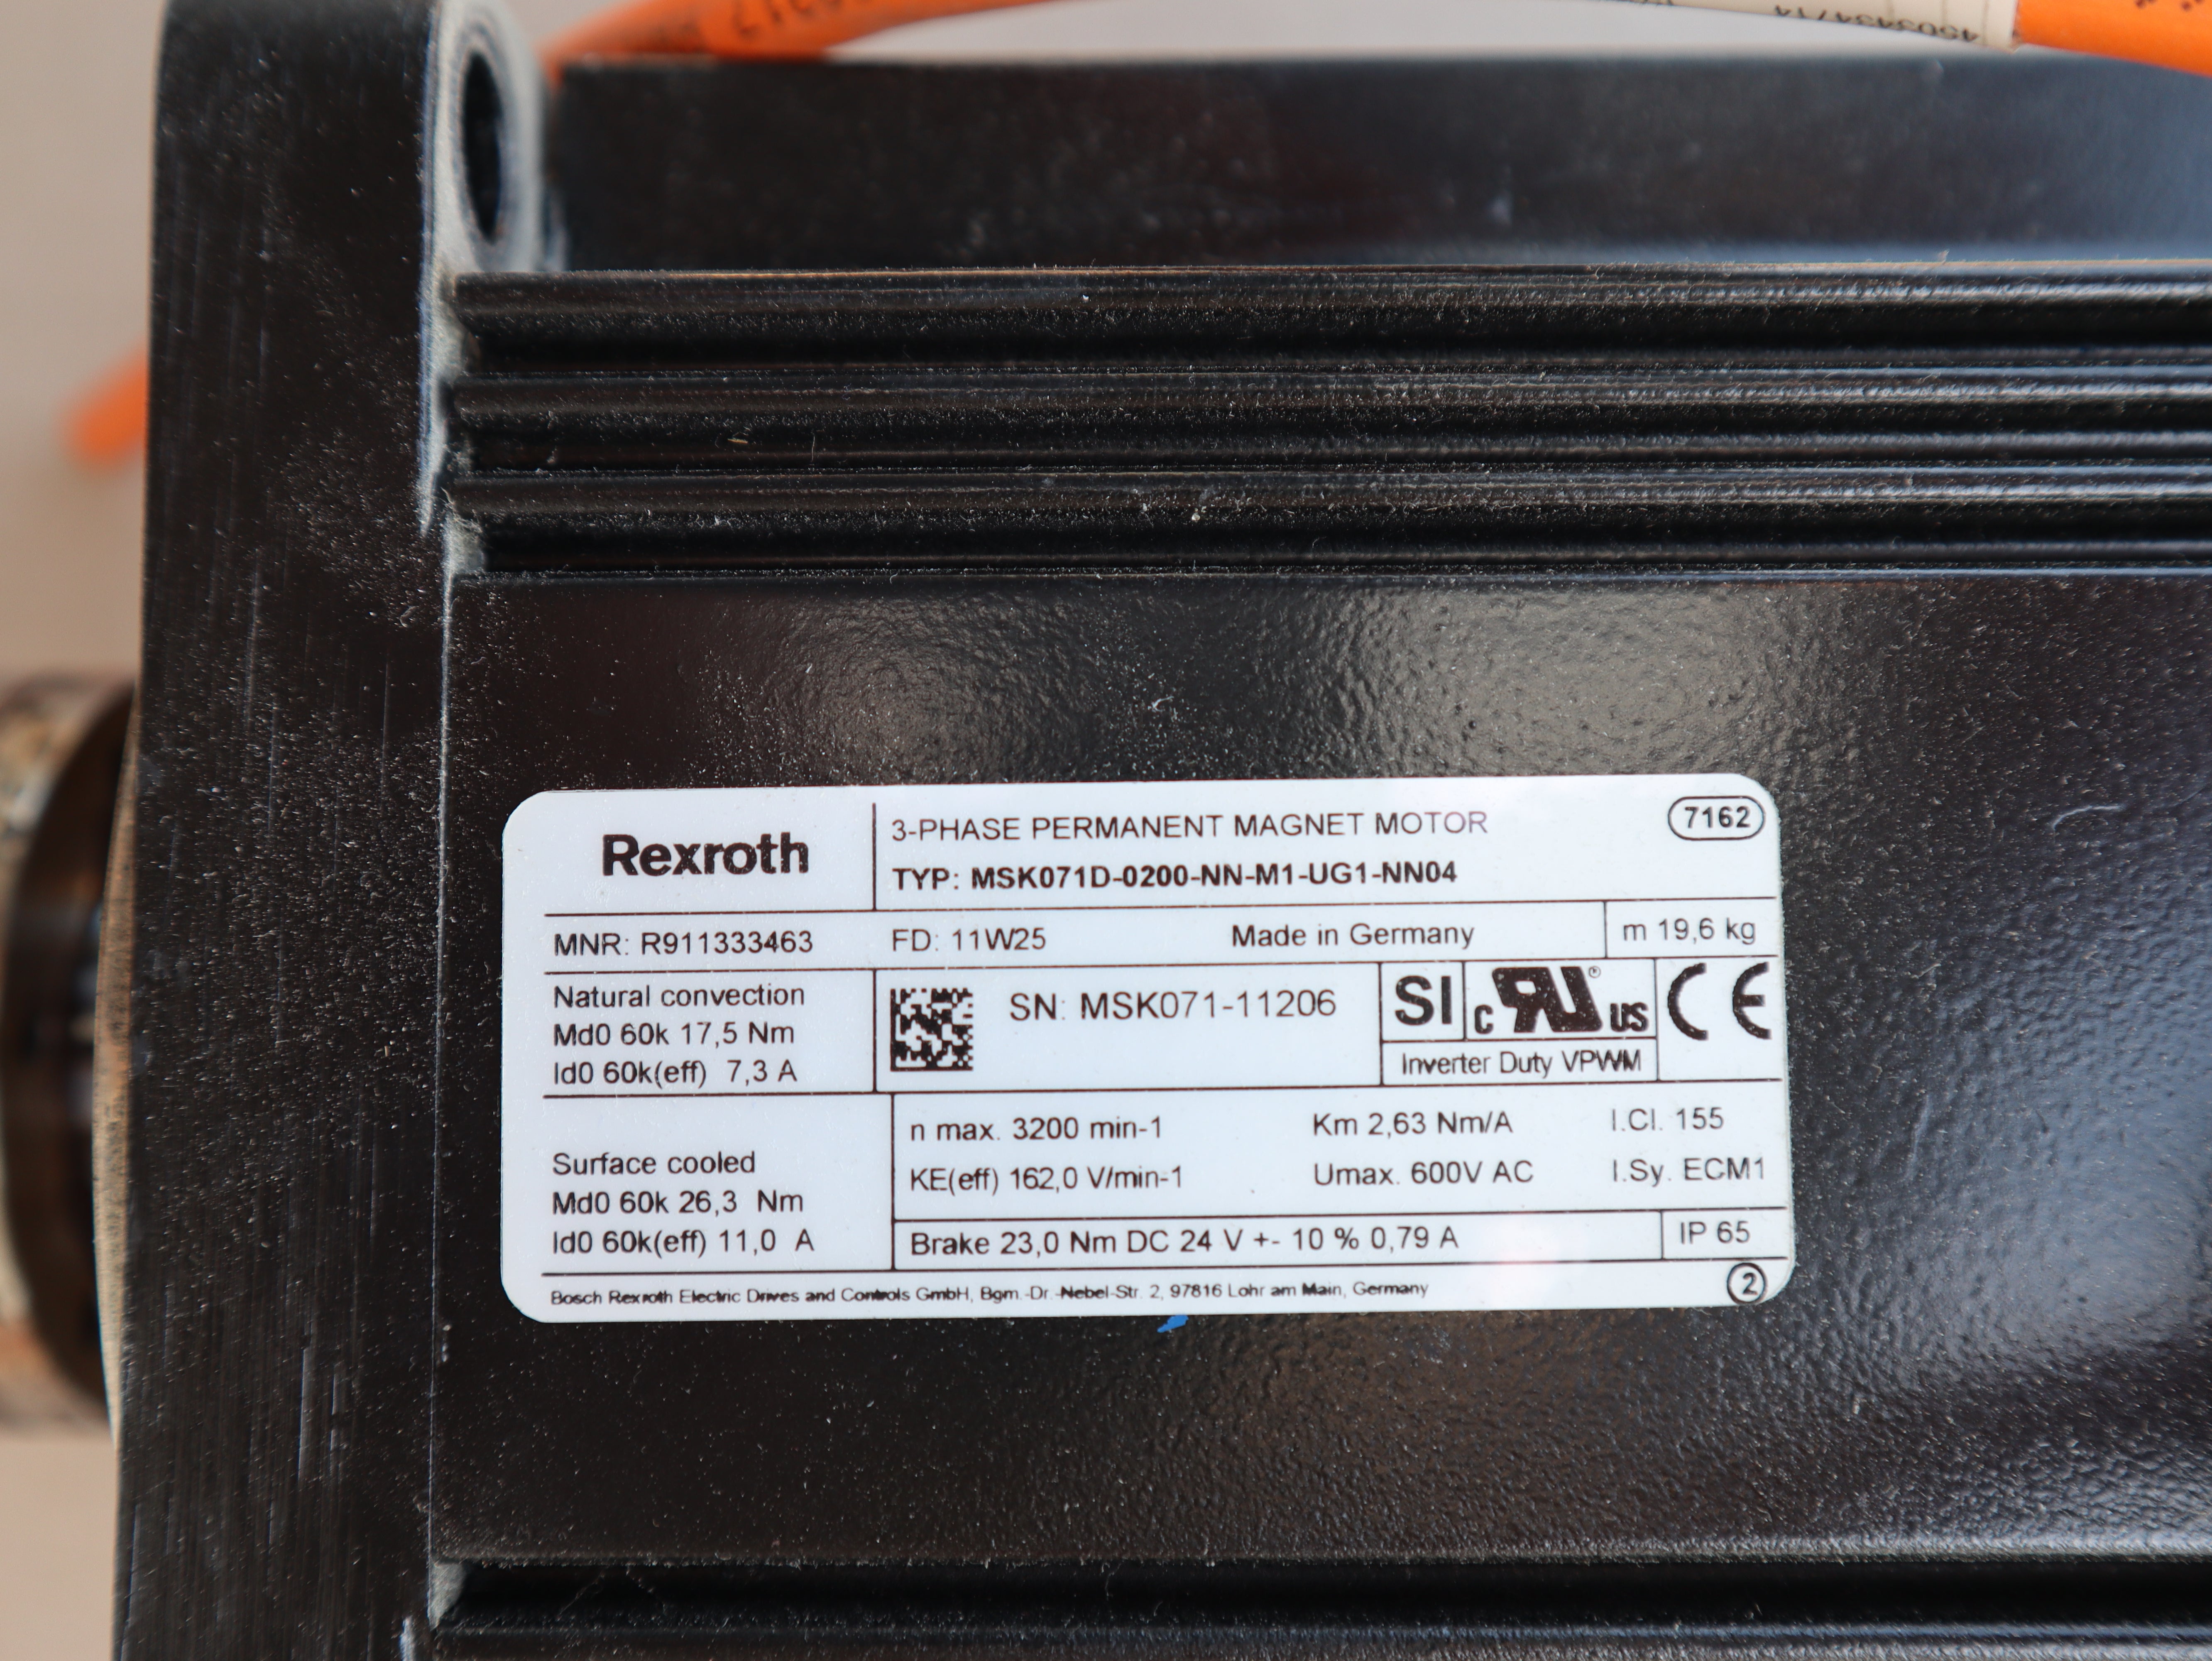 Rexroth
3-PHASE PERMANENT MAGNET MOTOR
7162
TYP: MSK071D-0200-NN-M1-UG1-NN04
MNR: R911333463
FD: 11W25
Made in Germany
m 19,6 kg
Natural convection
Md0 60k 17,5 Nm
Id0 60k(eff) 7,3 A
SN: MSK071-11206
SI
c RU® US
CE
Inverter Duty VPWM
Surface cooled
Md0 60k 26,3 Nm
Id0 60k(eff) 11,0 A
n max. 3200 min-1
Km 2,63 Nm/A
I.Cl. 155
KE(eff) 162,0 V/min-1
Umax. 600V AC
I.Sy. ECM1
Brake 23,0 Nm DC 24 V +- 10 % 0,79 A
IP 65
Bosch Rexroth Electric Drives and Controls GmbH, Bgm.-Dr.-Nebel-Str. 2, 97816 Lohr am Main, Germany
2